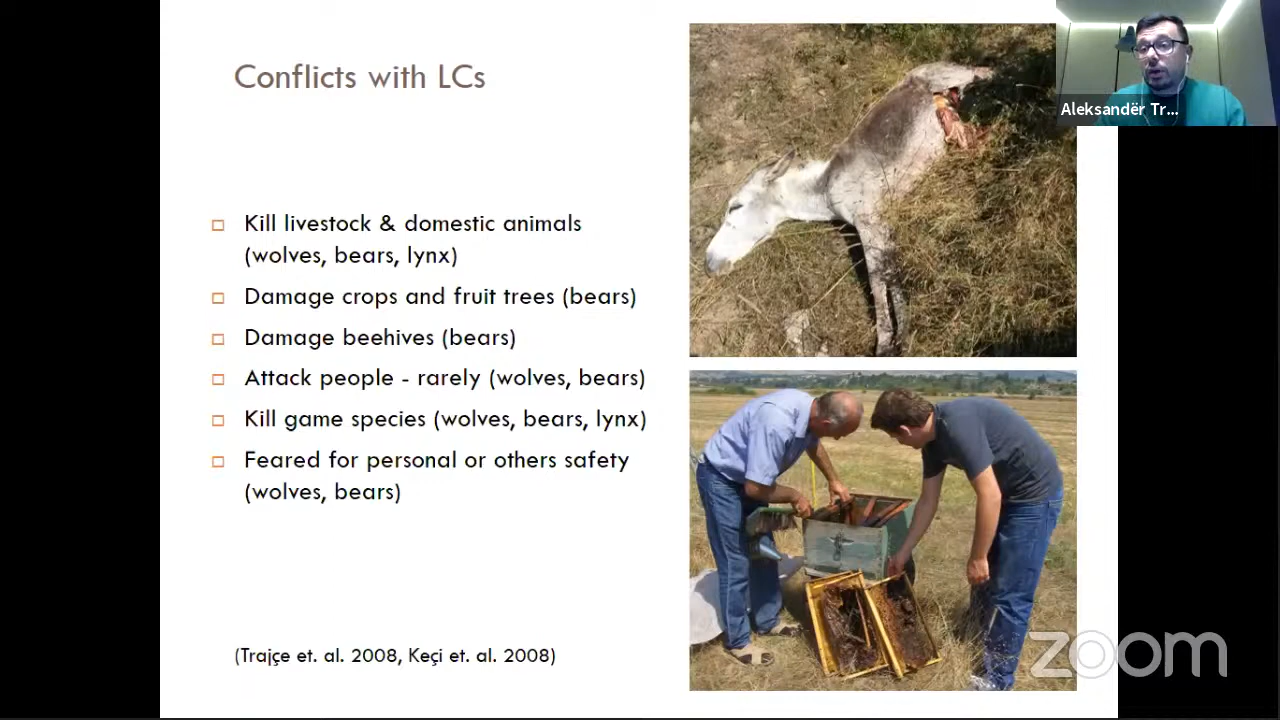 Conflicts with LCs
Kill livestock & domestic animals
(wolves, bears, lynx)
Damage crops and fruit trees (bears)
Damage beehives (bears)
Attack people - rarely (wolves, bears)
Kill game species (wolves, bears, lynx)
Feared for personal or others safety
(wolves, bears)
(Trajçe et. al. 2008, Keçi et. al. 2008)
Aleksandër Tr...
zoom